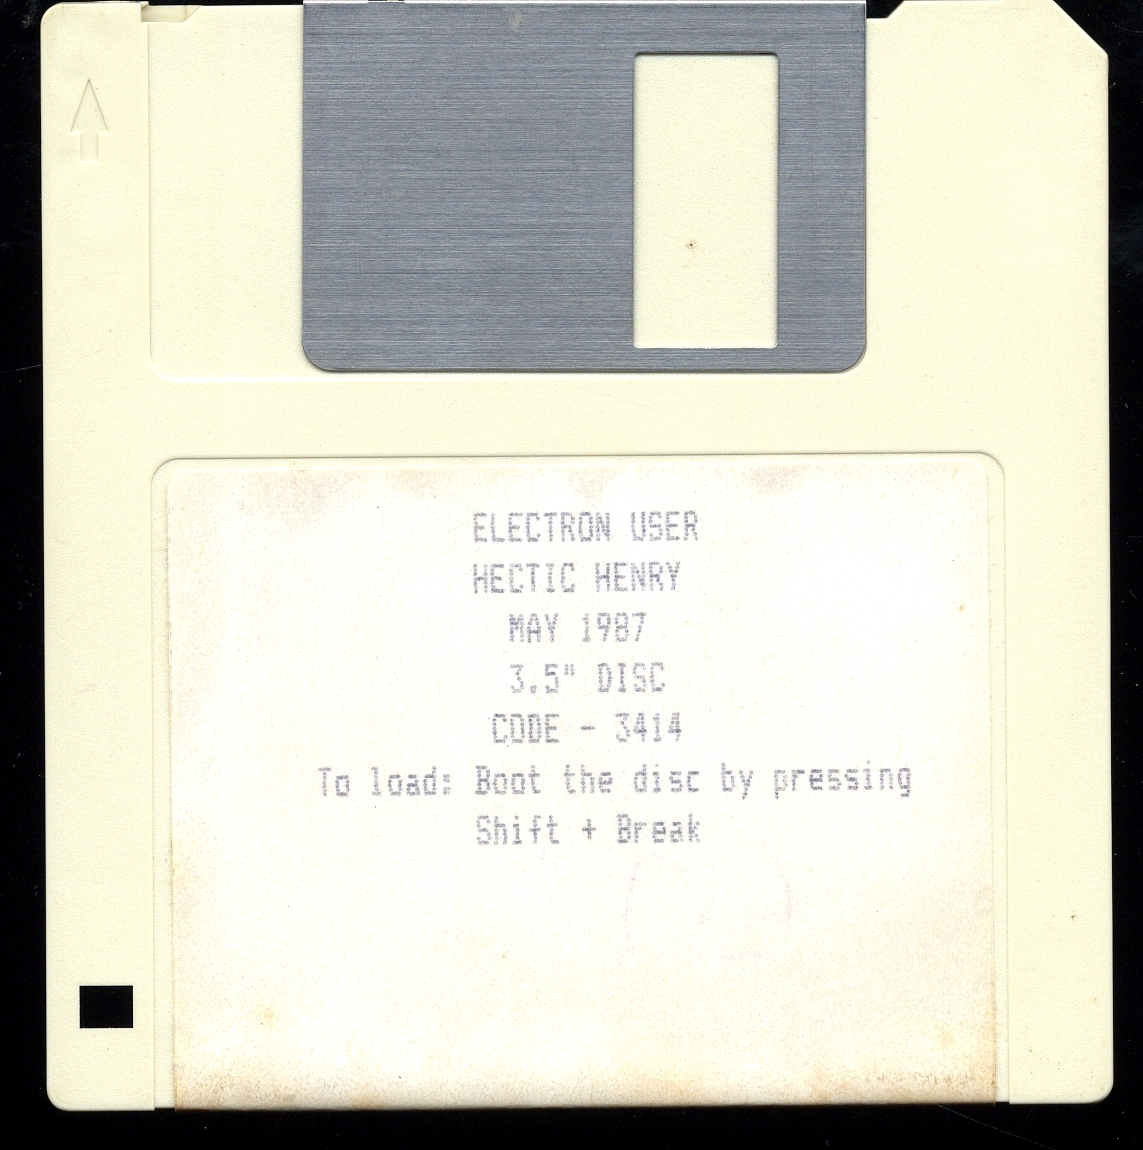 ELECTRON USER
HECTIC HENRY
MAY 1987
3.5" DISC
CODE - 3414
To load: Boot the disc by pressing
Shift + Break